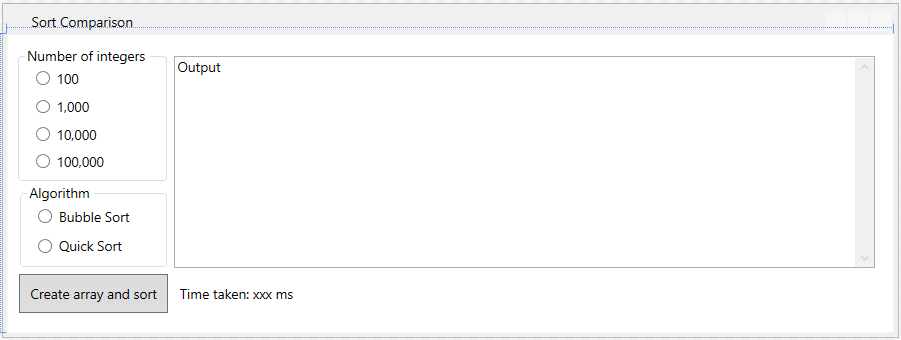 Sort Comparison
Number of integers
100
1,000
10,000
100,000
Algorithm
Bubble Sort
Quick Sort
Create array and sort
Output
Time taken: xxx ms